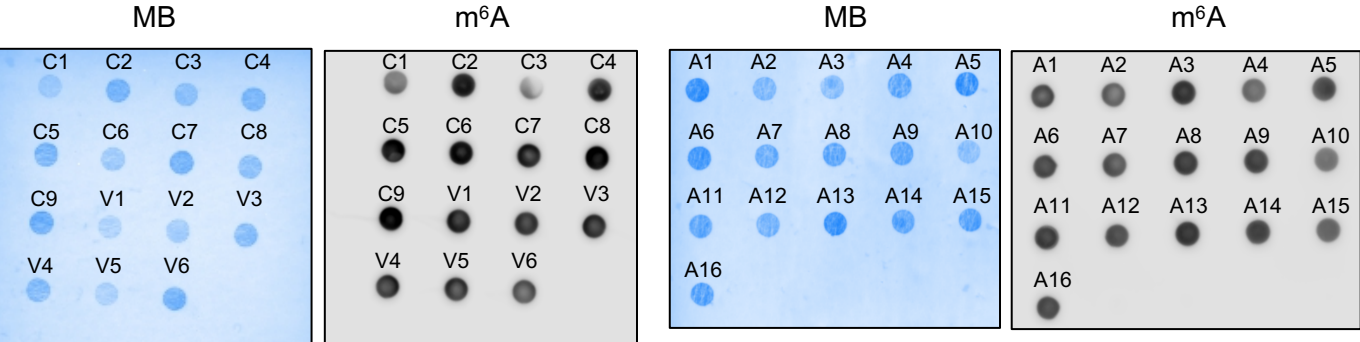 MB m⁶A MB m⁶A
C1 C2 C3 C4
C5 C6 C7 C8
C9 V1 V2 V3
V4 V5 V6
C1 C2 C3 C4
C5 C6 C7 C8
C9 V1 V2 V3
V4 V5 V6
A1 A2 A3 A4 A5
A6 A7 A8 A9 A10
A11 A12 A13 A14 A15
A16
A1 A2 A3 A4 A5
A6 A7 A8 A9 A10
A11 A12 A13 A14 A15
A16